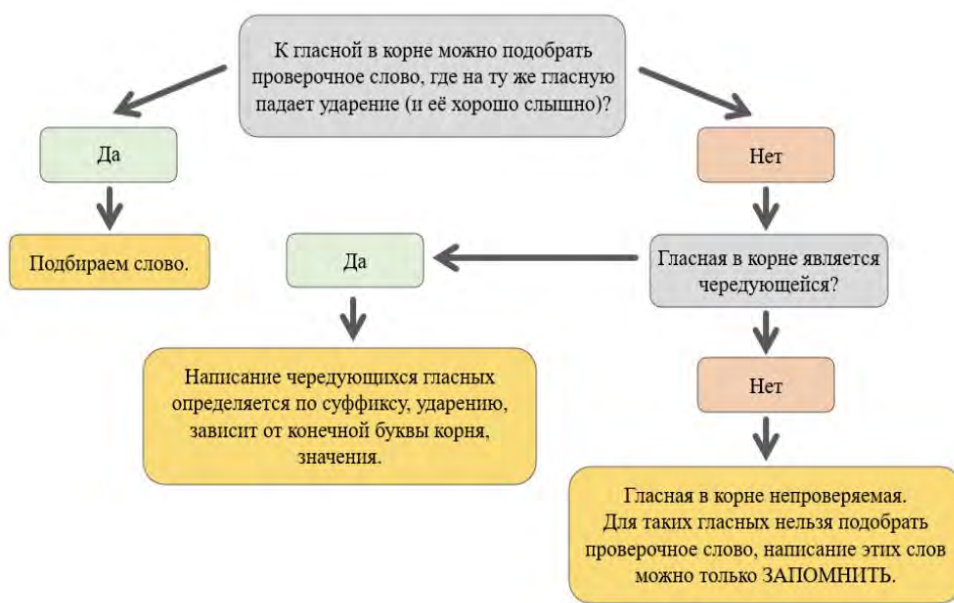 К гласной в корне можно подобрать
проверочное слово, где на ту же гласную
падает ударение (и её хорошо слышно)?
Да
Нет
Подбираем слово.
Да
Гласная в корне является
чередующейся?
Написание чередующихся гласных
определяется по суффиксу, ударению,
зависит от конечной буквы корня,
значения.
Нет
Гласная в корне непроверяемая.
Для таких гласных нельзя подобрать
проверочное слово, написание этих слов
можно только ЗАПОМНИТЬ.